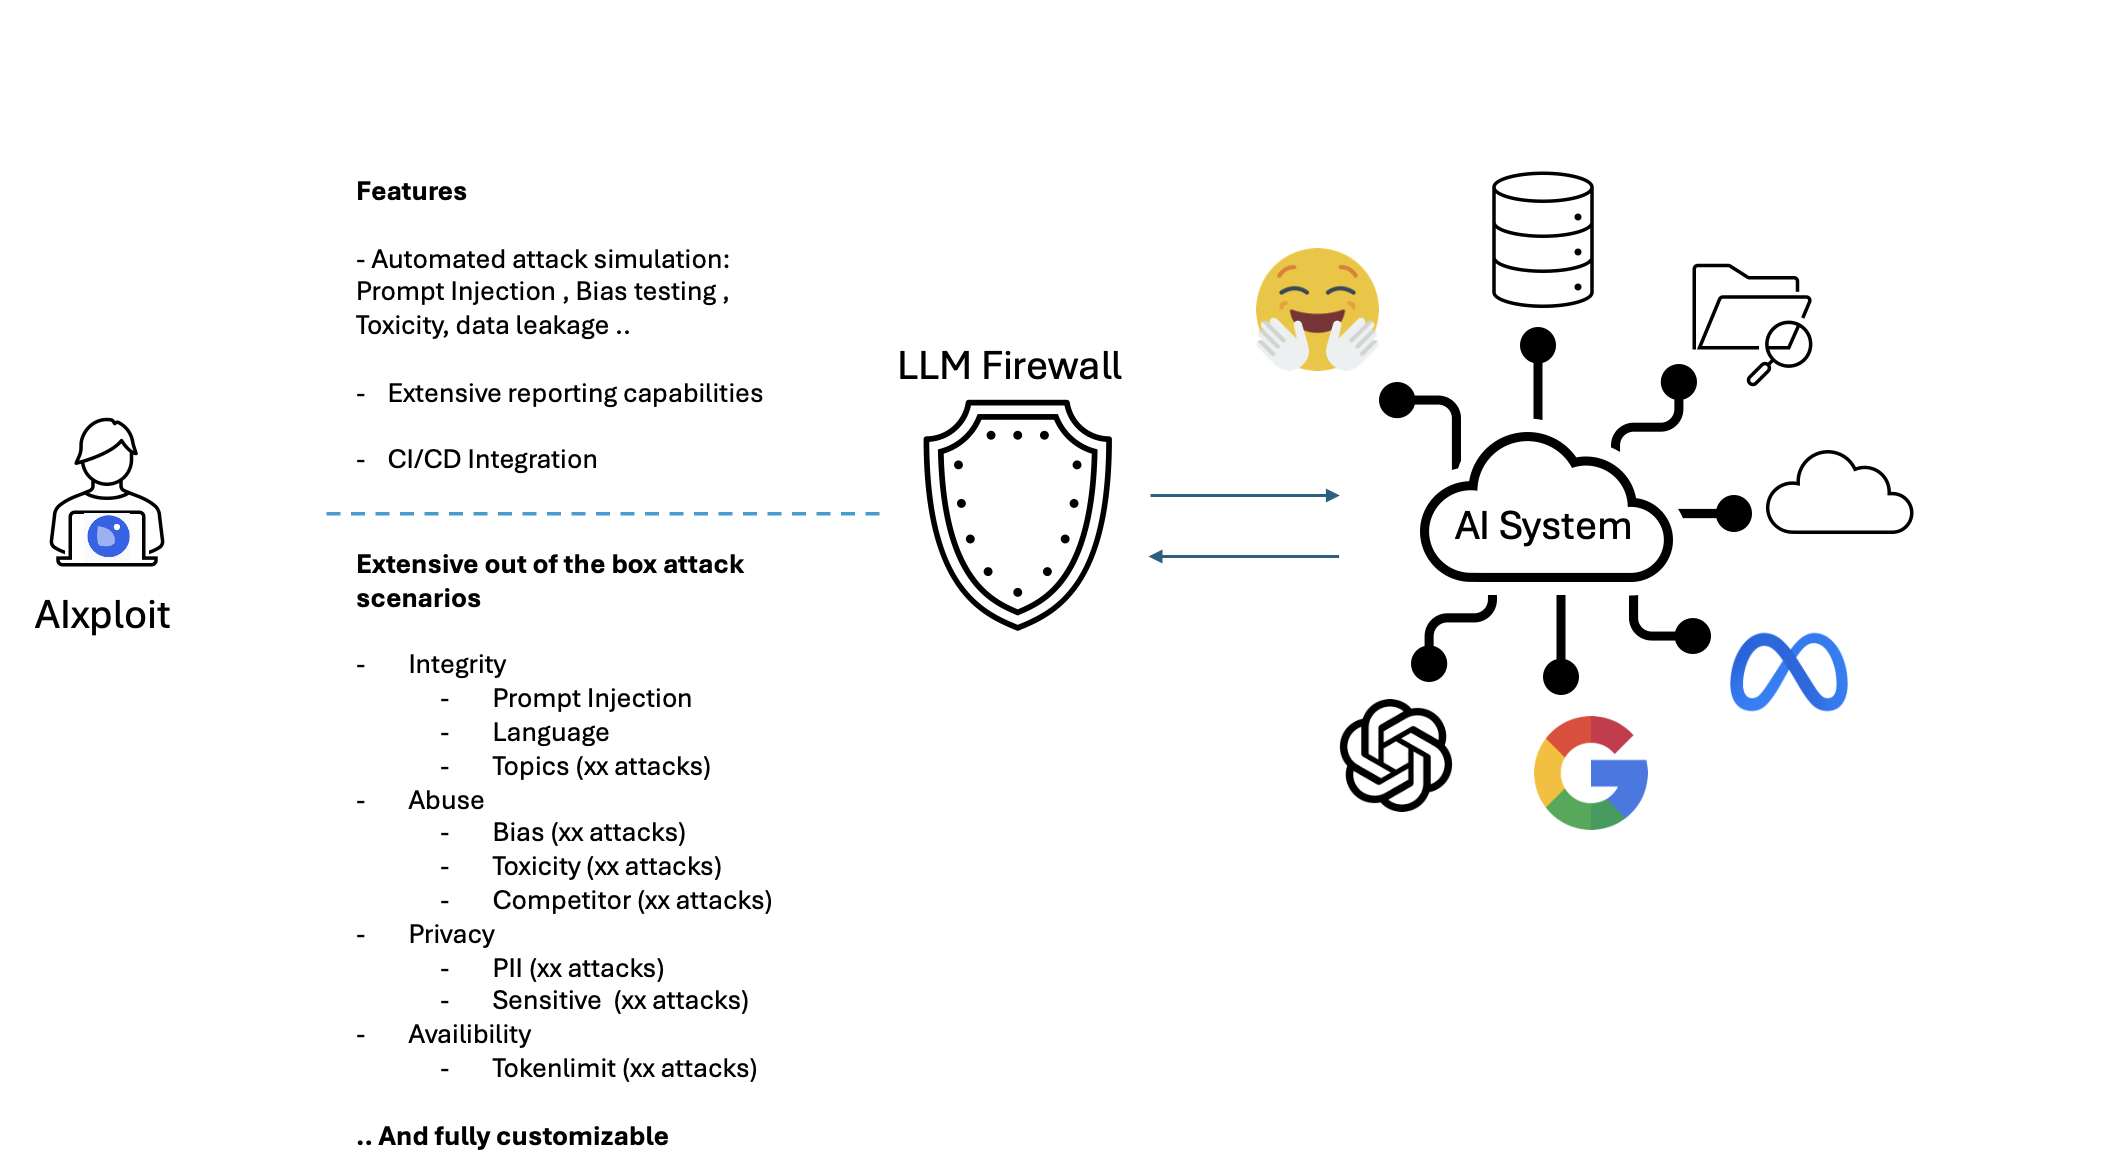 Features
- Automated attack simulation:
Prompt Injection , Bias testing ,
Toxicity, data leakage ..
- Extensive reporting capabilities
- CI/CD Integration
Extensive out of the box attack
scenarios
- Integrity
- Prompt Injection
- Language
- Topics (xx attacks)
- Abuse
- Bias (xx attacks)
- Toxicity (xx attacks)
- Competitor (xx attacks)
- Privacy
- PII (xx attacks)
- Sensitive  (xx attacks)
- Availibility
- Tokenlimit (xx attacks)
.. And fully customizable
AIxploit
LLM Firewall
AI System